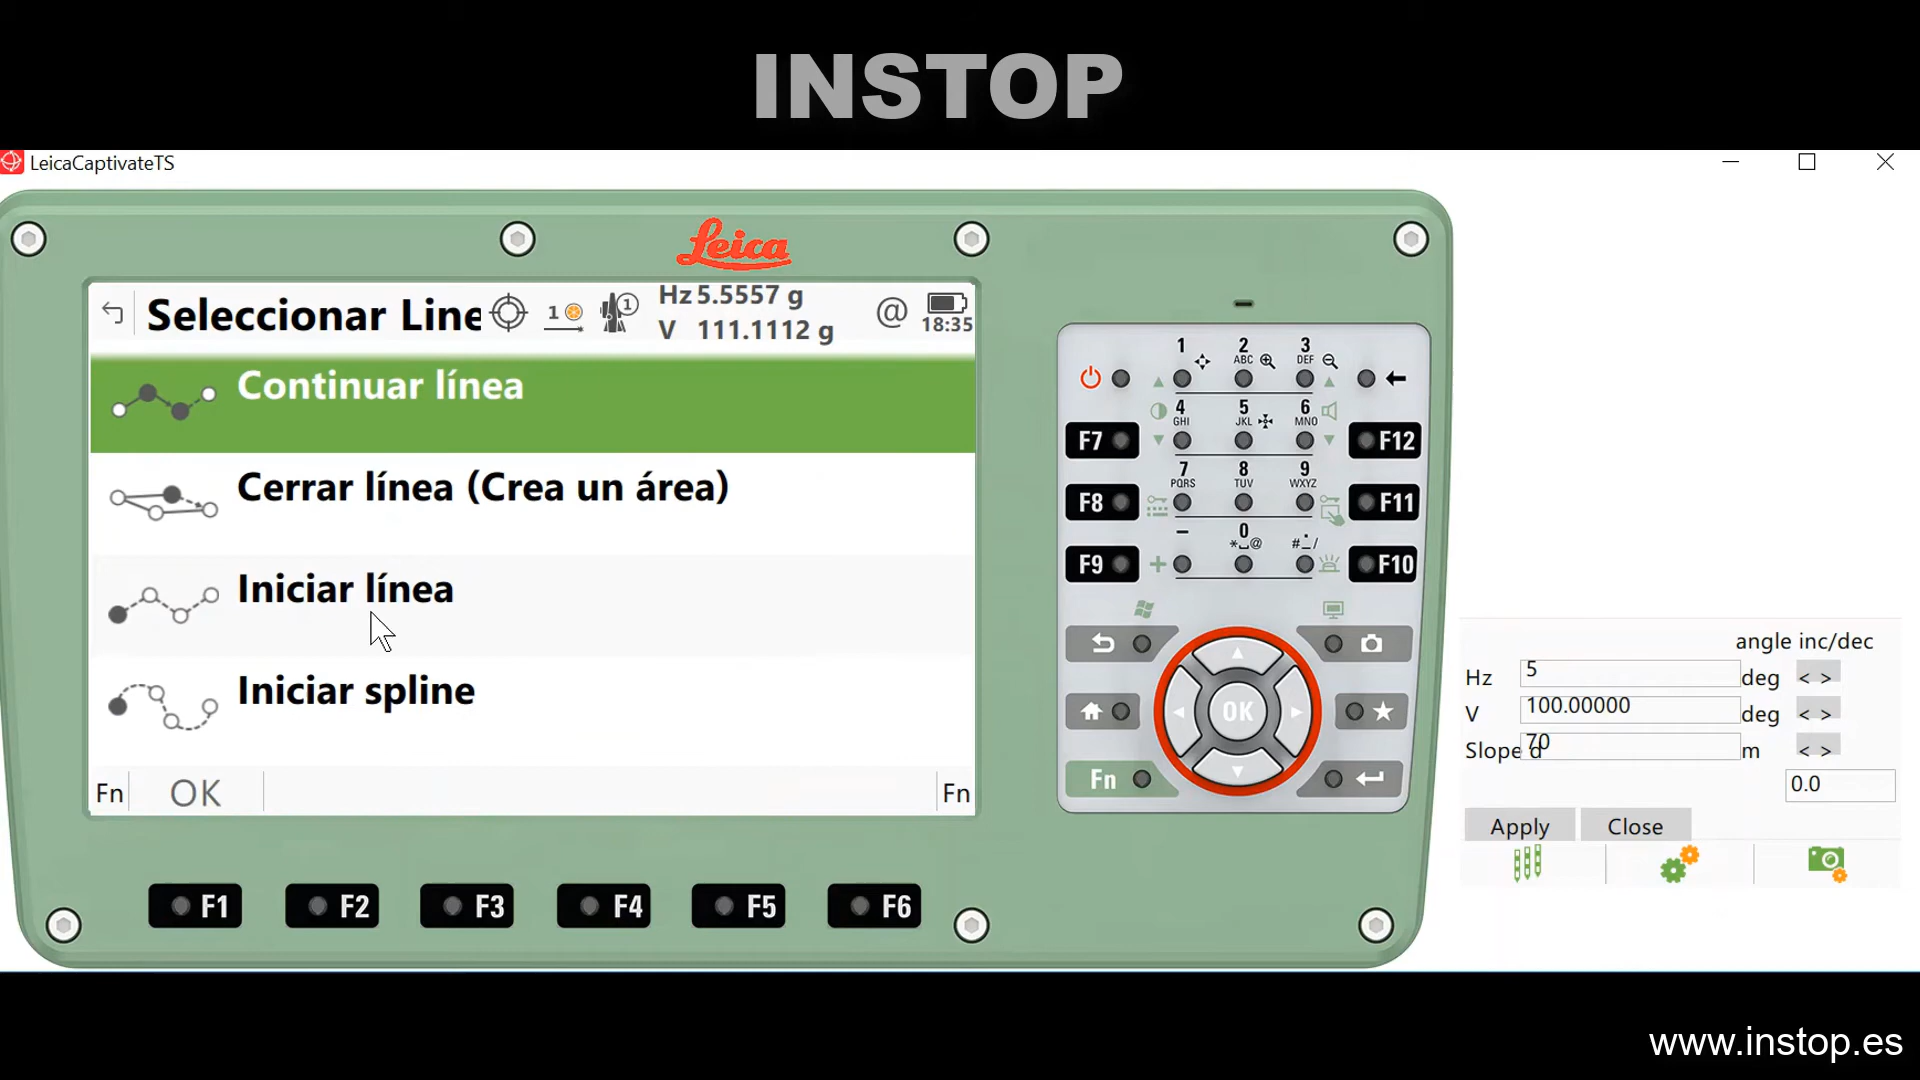 INSTOP
LeicaCaptivateTS
Leica
Seleccionar Line
1
1
Hz 5.5557 g
V 111.1112 g
@
18:35
Continuar línea
Cerrar línea (Crea un área)
Iniciar línea
Iniciar spline
Fn OK Fn
1 2 3
ABC DEF
4 5 6
GHI JKL MNO
F7 F12
7 8 9
PQRS TUV WXYZ
F8 F11
- 0 .
*⎵@ #_/
F9 + F10
OK
Fn
F1 F2 F3 F4 F5 F6
angle inc/dec
Hz 5 deg < >
V 100.00000 deg < >
Slope d 70 m < >
0.0
Apply Close
www.instop.es